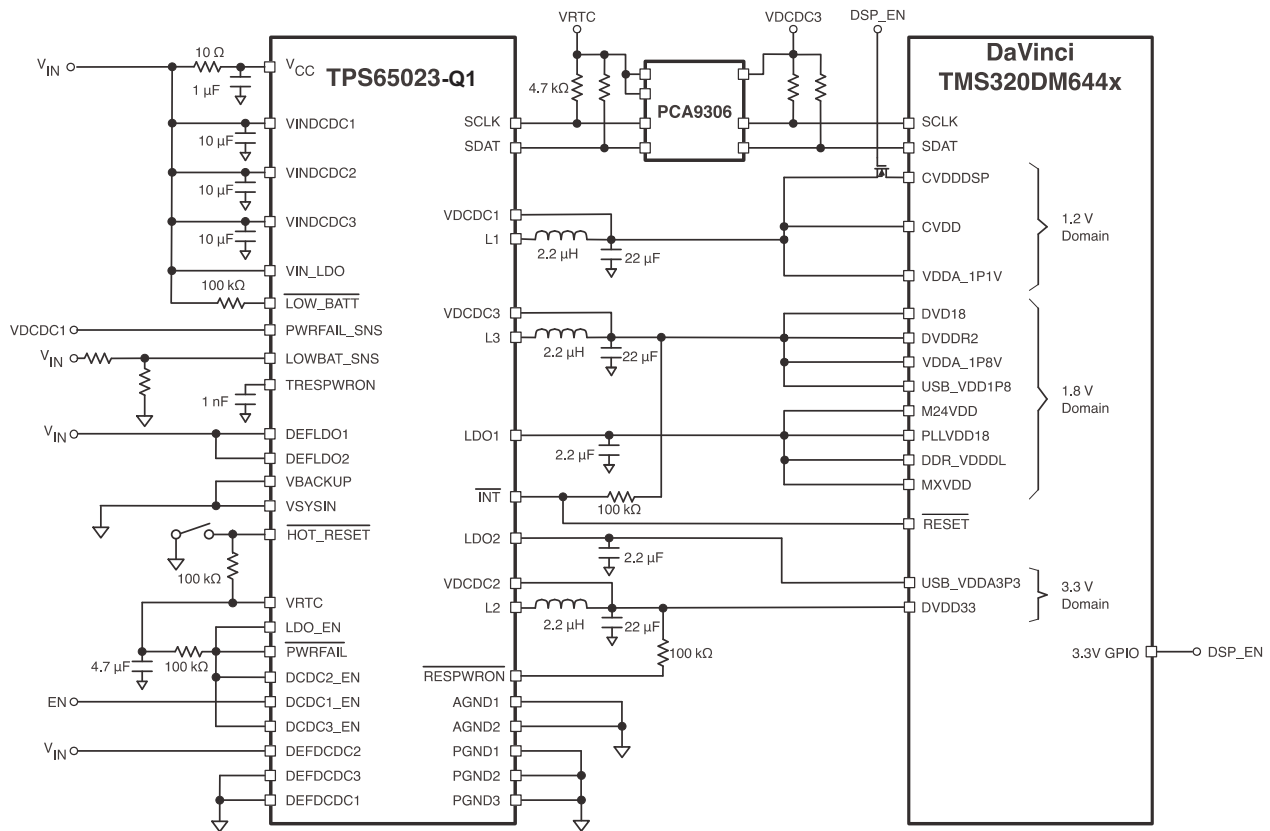 VRTC
VDCDC3
DSP_EN
VIN
10 Ω
1 µF
10 µF
10 µF
10 µF
100 kΩ
VDCDC1
VIN
1 nF
VIN
100 kΩ
4.7 µF
100 kΩ
EN
VIN
TPS65023-Q1
VCC
VINDCDC1
VINDCDC2
VINDCDC3
VIN_LDO
LOW_BATT
PWRFAIL_SNS
LOWBAT_SNS
TRESPWRON
DEFLDO1
DEFLDO2
VBACKUP
VSYSIN
HOT_RESET
VRTC
LDO_EN
PWRFAIL
DCDC2_EN
DCDC1_EN
DCDC3_EN
DEFDCDC2
DEFDCDC3
DEFDCDC1
SCLK
SDAT
VDCDC1
L1
VDCDC3
L3
LDO1
INT
LDO2
VDCDC2
L2
RESPWRON
AGND1
AGND2
PGND1
PGND2
PGND3
4.7 kΩ
PCA9306
2.2 µH
22 µF
2.2 µH
22 µF
2.2 µF
100 kΩ
2.2 µF
2.2 µH
22 µF
100 kΩ
DaVinci
TMS320DM644x
SCLK
SDAT
CVDDDSP
CVDD
VDDA_1P1V
1.2 V
Domain
DVD18
DVDDR2
VDDA_1P8V
USB_VDD1P8
M24VDD
PLLVDD18
DDR_VDDDL
MXVDD
1.8 V
Domain
RESET
USB_VDDA3P3
DVDD33
3.3 V
Domain
3.3V GPIO
DSP_EN